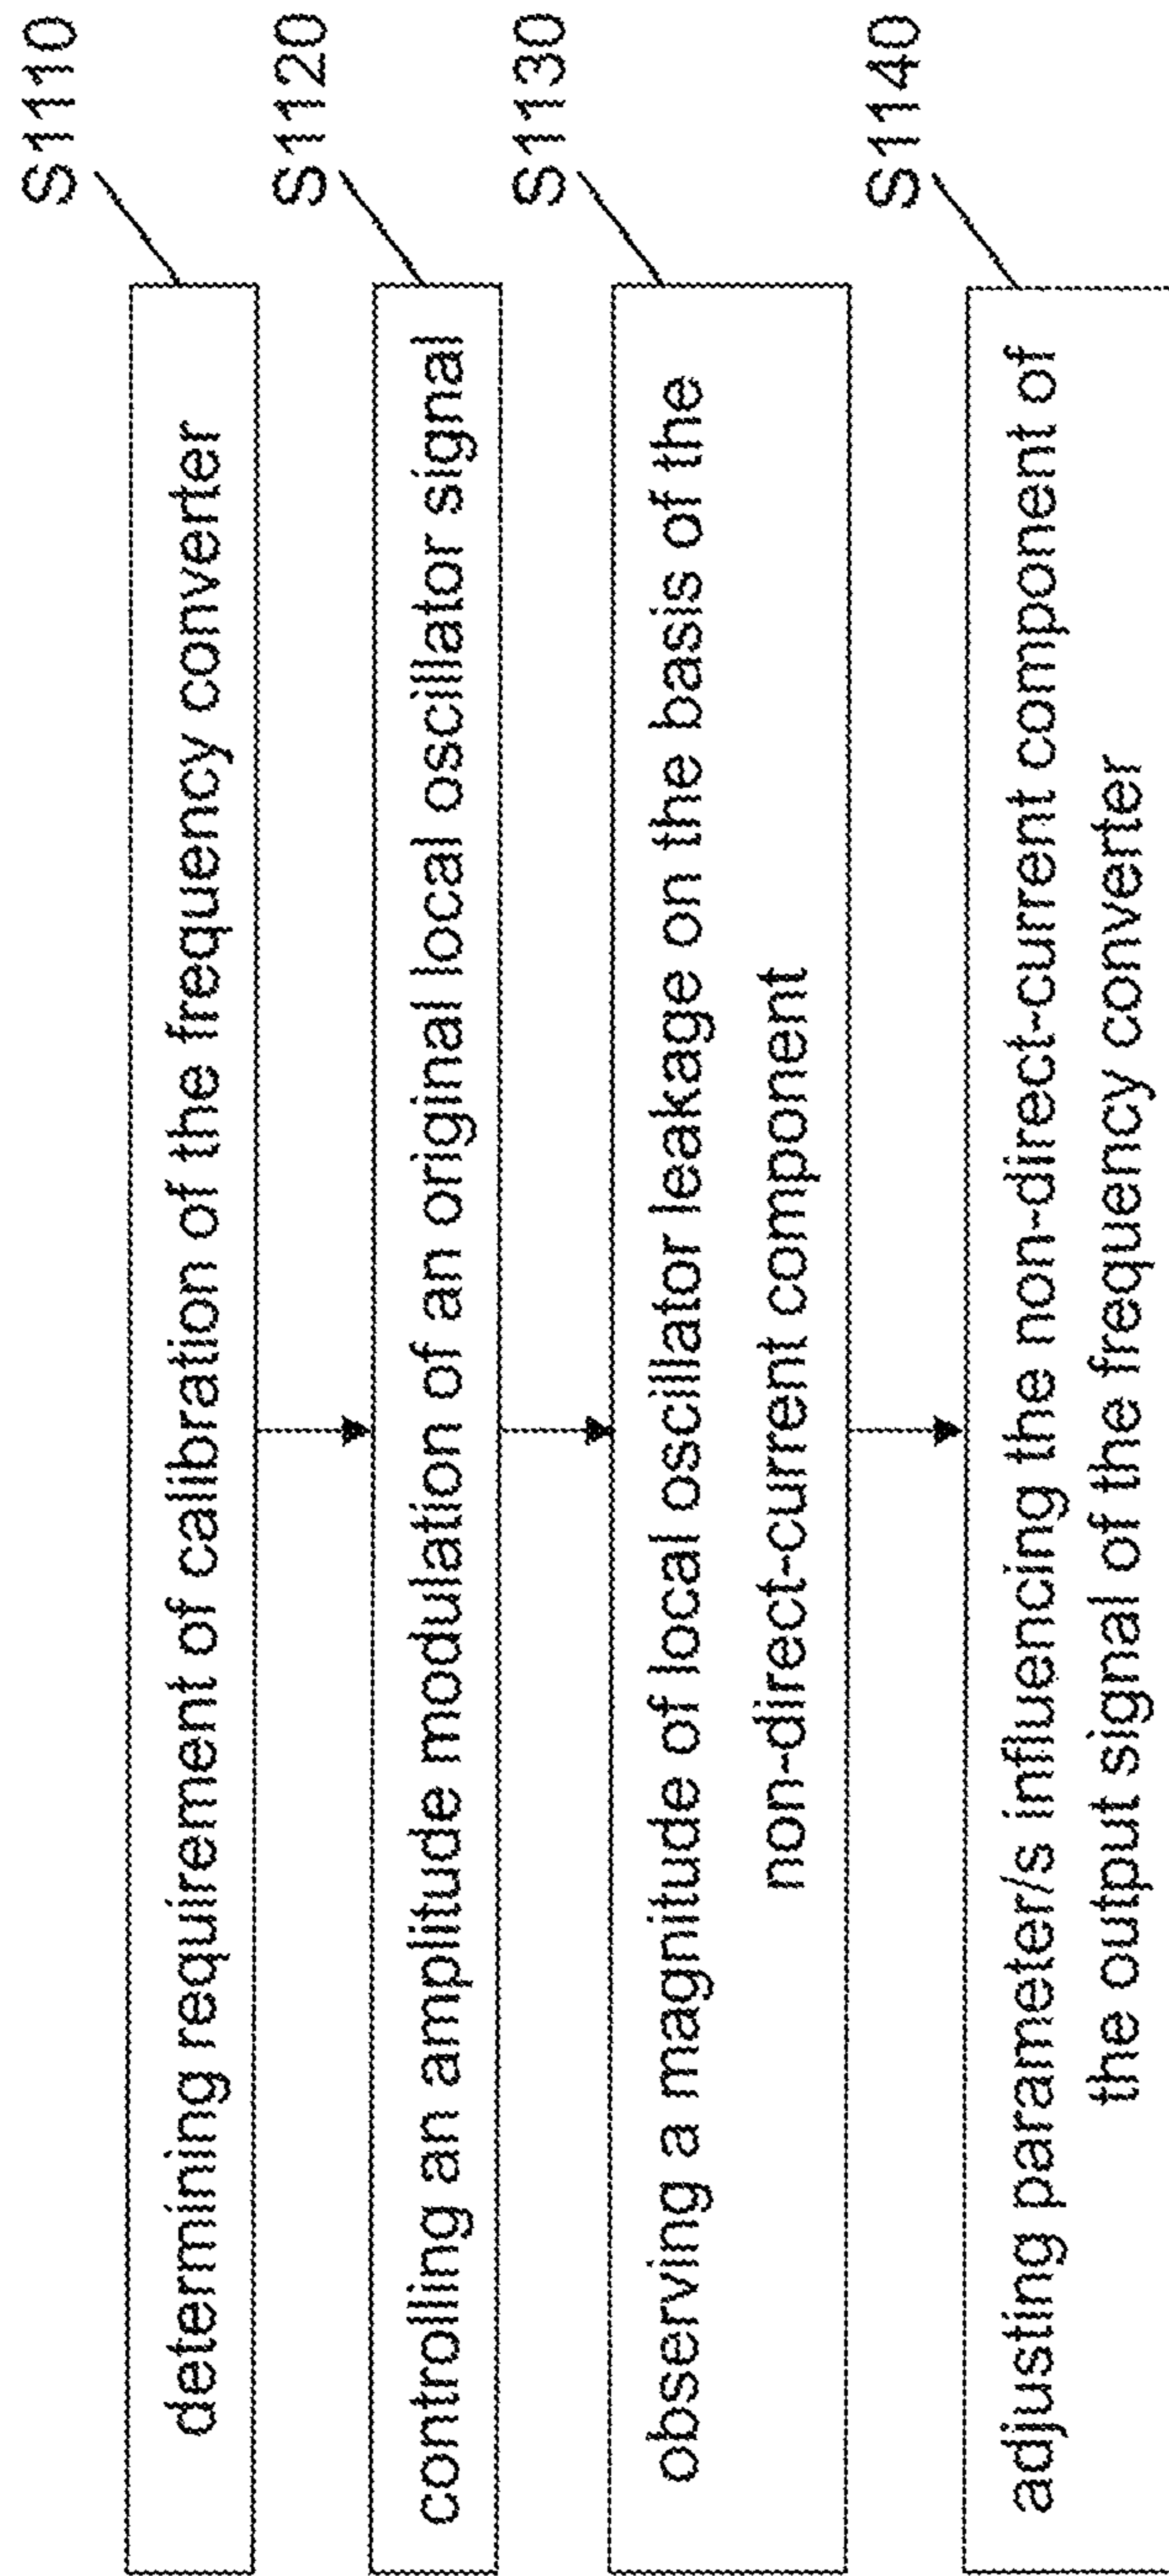 S1110
determining requirement of calibration of the frequency converter
S1120
controlling an amplitude modulation of an original local oscillator signal
S1130
observing a magnitude of local oscillator leakage on the basis of the
non-direct-current component
S1140
adjusting parameter/s influencing the non-direct-current component of
the output signal of the frequency converter